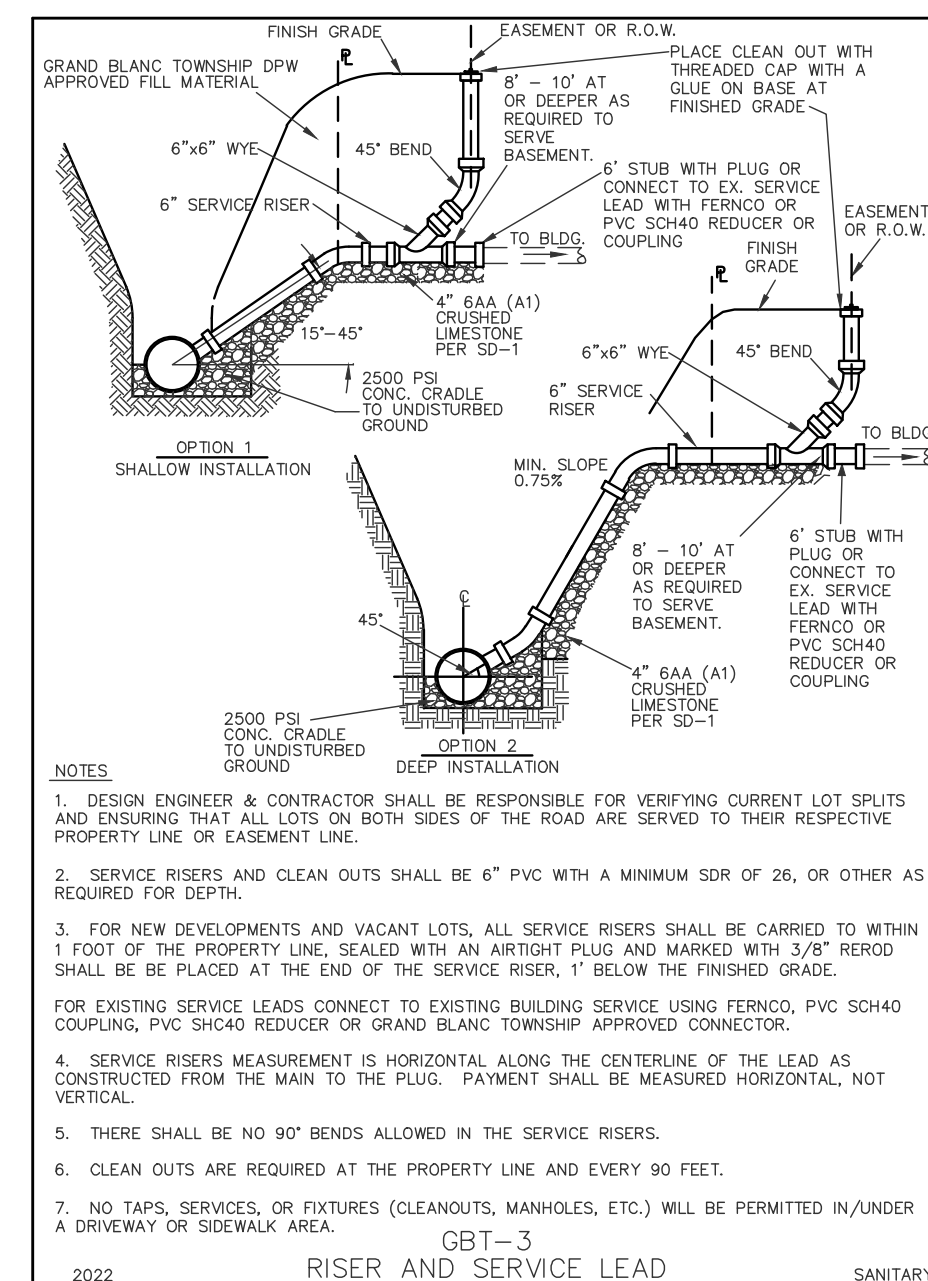 FINISH GRADE
EASEMENT OR R.O.W.
PL
GRAND BLANC TOWNSHIP DPW
APPROVED FILL MATERIAL
PLACE CLEAN OUT WITH
THREADED CAP WITH A
GLUE ON BASE AT
FINISHED GRADE
8' - 10' AT
OR DEEPER AS
REQUIRED TO
SERVE
BASEMENT.
6"x6" WYE
45° BEND
6" SERVICE RISER
6' STUB WITH PLUG OR
CONNECT TO EX. SERVICE
LEAD WITH FERNCO OR
PVC SCH40 REDUCER OR
COUPLING
TO BLDG.
15°-45°
4" 6AA (A1)
CRUSHED
LIMESTONE
PER SD-1
2500 PSI
CONC. CRADLE
TO UNDISTURBED
GROUND
OPTION 1
SHALLOW INSTALLATION
EASEMENT
OR R.O.W.
FINISH
GRADE
PL
6"x6" WYE
45° BEND
6" SERVICE
RISER
TO BLDG
MIN. SLOPE
0.75%
8' - 10' AT
OR DEEPER
AS REQUIRED
TO SERVE
BASEMENT.
6' STUB WITH
PLUG OR
CONNECT TO
EX. SERVICE
LEAD WITH
FERNCO OR
PVC SCH40
REDUCER OR
COUPLING
CL
45°
4" 6AA (A1)
CRUSHED
LIMESTONE
PER SD-1
2500 PSI
CONC. CRADLE
TO UNDISTURBED
GROUND
OPTION 2
DEEP INSTALLATION
NOTES
1. DESIGN ENGINEER & CONTRACTOR SHALL BE RESPONSIBLE FOR VERIFYING CURRENT LOT SPLITS
AND ENSURING THAT ALL LOTS ON BOTH SIDES OF THE ROAD ARE SERVED TO THEIR RESPECTIVE
PROPERTY LINE OR EASEMENT LINE.
2. SERVICE RISERS AND CLEAN OUTS SHALL BE 6" PVC WITH A MINIMUM SDR OF 26, OR OTHER AS
REQUIRED FOR DEPTH.
3. FOR NEW DEVELOPMENTS AND VACANT LOTS, ALL SERVICE RISERS SHALL BE CARRIED TO WITHIN
1 FOOT OF THE PROPERTY LINE, SEALED WITH AN AIRTIGHT PLUG AND MARKED WITH 3/8" REROD
SHALL BE BE PLACED AT THE END OF THE SERVICE RISER, 1' BELOW THE FINISHED GRADE.
FOR EXISTING SERVICE LEADS CONNECT TO EXISTING BUILDING SERVICE USING FERNCO, PVC SCH40
COUPLING, PVC SHC40 REDUCER OR GRAND BLANC TOWNSHIP APPROVED CONNECTOR.
4. SERVICE RISERS MEASUREMENT IS HORIZONTAL ALONG THE CENTERLINE OF THE LEAD AS
CONSTRUCTED FROM THE MAIN TO THE PLUG. PAYMENT SHALL BE MEASURED HORIZONTAL, NOT
VERTICAL.
5. THERE SHALL BE NO 90° BENDS ALLOWED IN THE SERVICE RISERS.
6. CLEAN OUTS ARE REQUIRED AT THE PROPERTY LINE AND EVERY 90 FEET.
7. NO TAPS, SERVICES, OR FIXTURES (CLEANOUTS, MANHOLES, ETC.) WILL BE PERMITTED IN/UNDER
A DRIVEWAY OR SIDEWALK AREA.
GBT-3
RISER AND SERVICE LEAD
2022
SANITARY